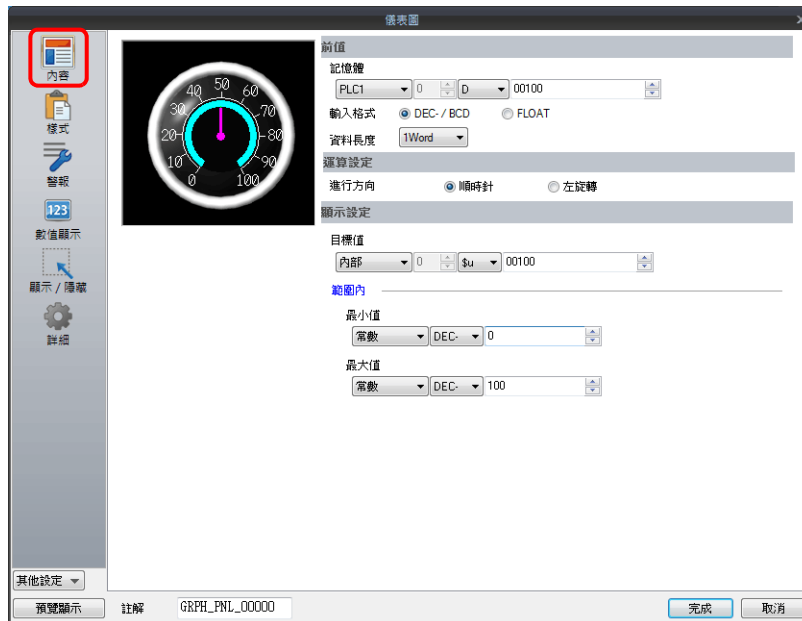 儀表圖
內容
樣式
警報
123
數值顯示
顯示 / 隱藏
詳細
其他設定
預覽顯示
0 10 20 30 40 50 60 70 80 90 100
前值
記憶體
PLC1 0 D 00100
輸入格式 DEC- / BCD FLOAT
資料長度 1Word
運算設定
進行方向 順時針 左旋轉
顯示設定
目標值
內部 0 $u 00100
範圍內
最小值
常數 DEC- 0
最大值
常數 DEC- 100
註解 GRPH_PNL_00000
完成 取消